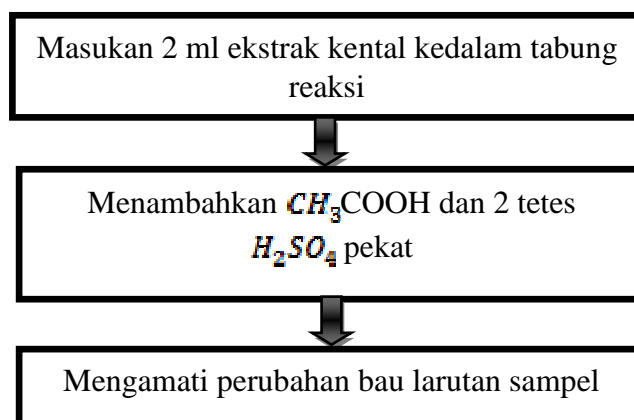 Masukan 2 ml ekstrak kental kedalam tabung
reaksi
Menambahkan CH₃COOH dan 2 tetes
H₂SO₄ pekat
Mengamati perubahan bau larutan sampel